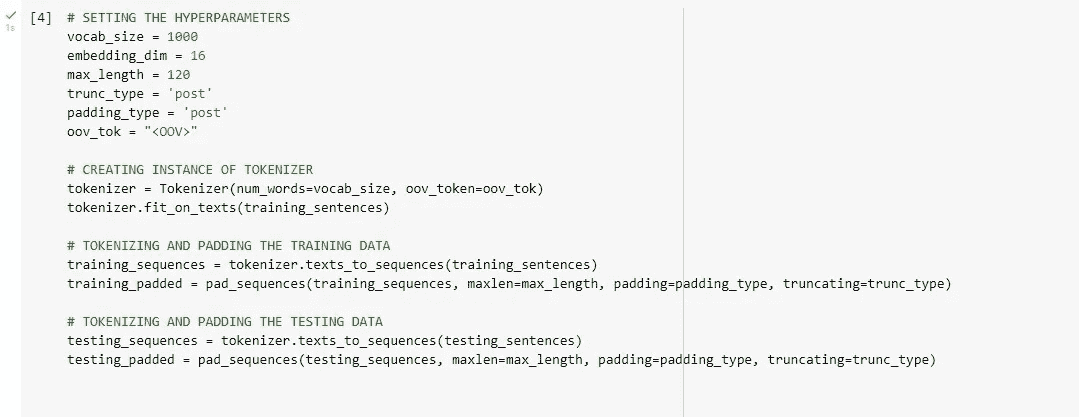 [4] # SETTING THE HYPERPARAMETERS
1s
vocab_size = 1000
embedding_dim = 16
max_length = 120
trunc_type = 'post'
padding_type = 'post'
oov_tok = "<OOV>"
# CREATING INSTANCE OF TOKENIZER
tokenizer = Tokenizer(num_words=vocab_size, oov_token=oov_tok)
tokenizer.fit_on_texts(training_sentences)
# TOKENIZING AND PADDING THE TRAINING DATA
training_sequences = tokenizer.texts_to_sequences(training_sentences)
training_padded = pad_sequences(training_sequences, maxlen=max_length, padding=padding_type, truncating=trunc_type)
# TOKENIZING AND PADDING THE TESTING DATA
testing_sequences = tokenizer.texts_to_sequences(testing_sentences)
testing_padded = pad_sequences(testing_sequences, maxlen=max_length, padding=padding_type, truncating=trunc_type)